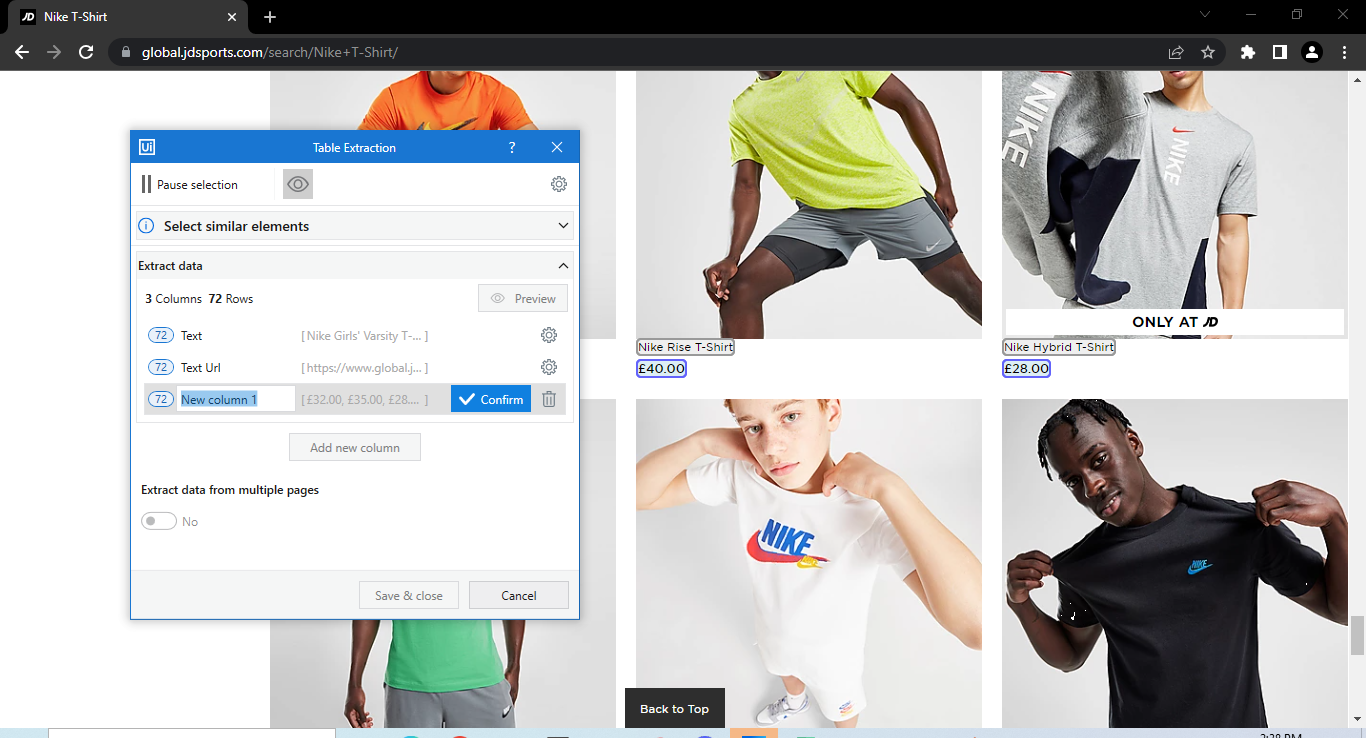 JD Nike T-Shirt
global.jdsports.com/search/Nike+T-Shirt/
Ui Table Extraction ?
Pause selection
Select similar elements
Extract data
3 Columns 72 Rows
Preview
72 Text [ Nike Girls' Varsity T-... ]
72 Text Url [ https://www.global.j... ]
72 New column 1 [ £32.00, £35.00, £28.... ] Confirm
Add new column
Extract data from multiple pages
No
Save & close Cancel
NIKE
NIKE
ONLY AT JD
Nike Rise T-Shirt
£40.00
Nike Hybrid T-Shirt
£28.00
NIKE
NIKE
Back to Top